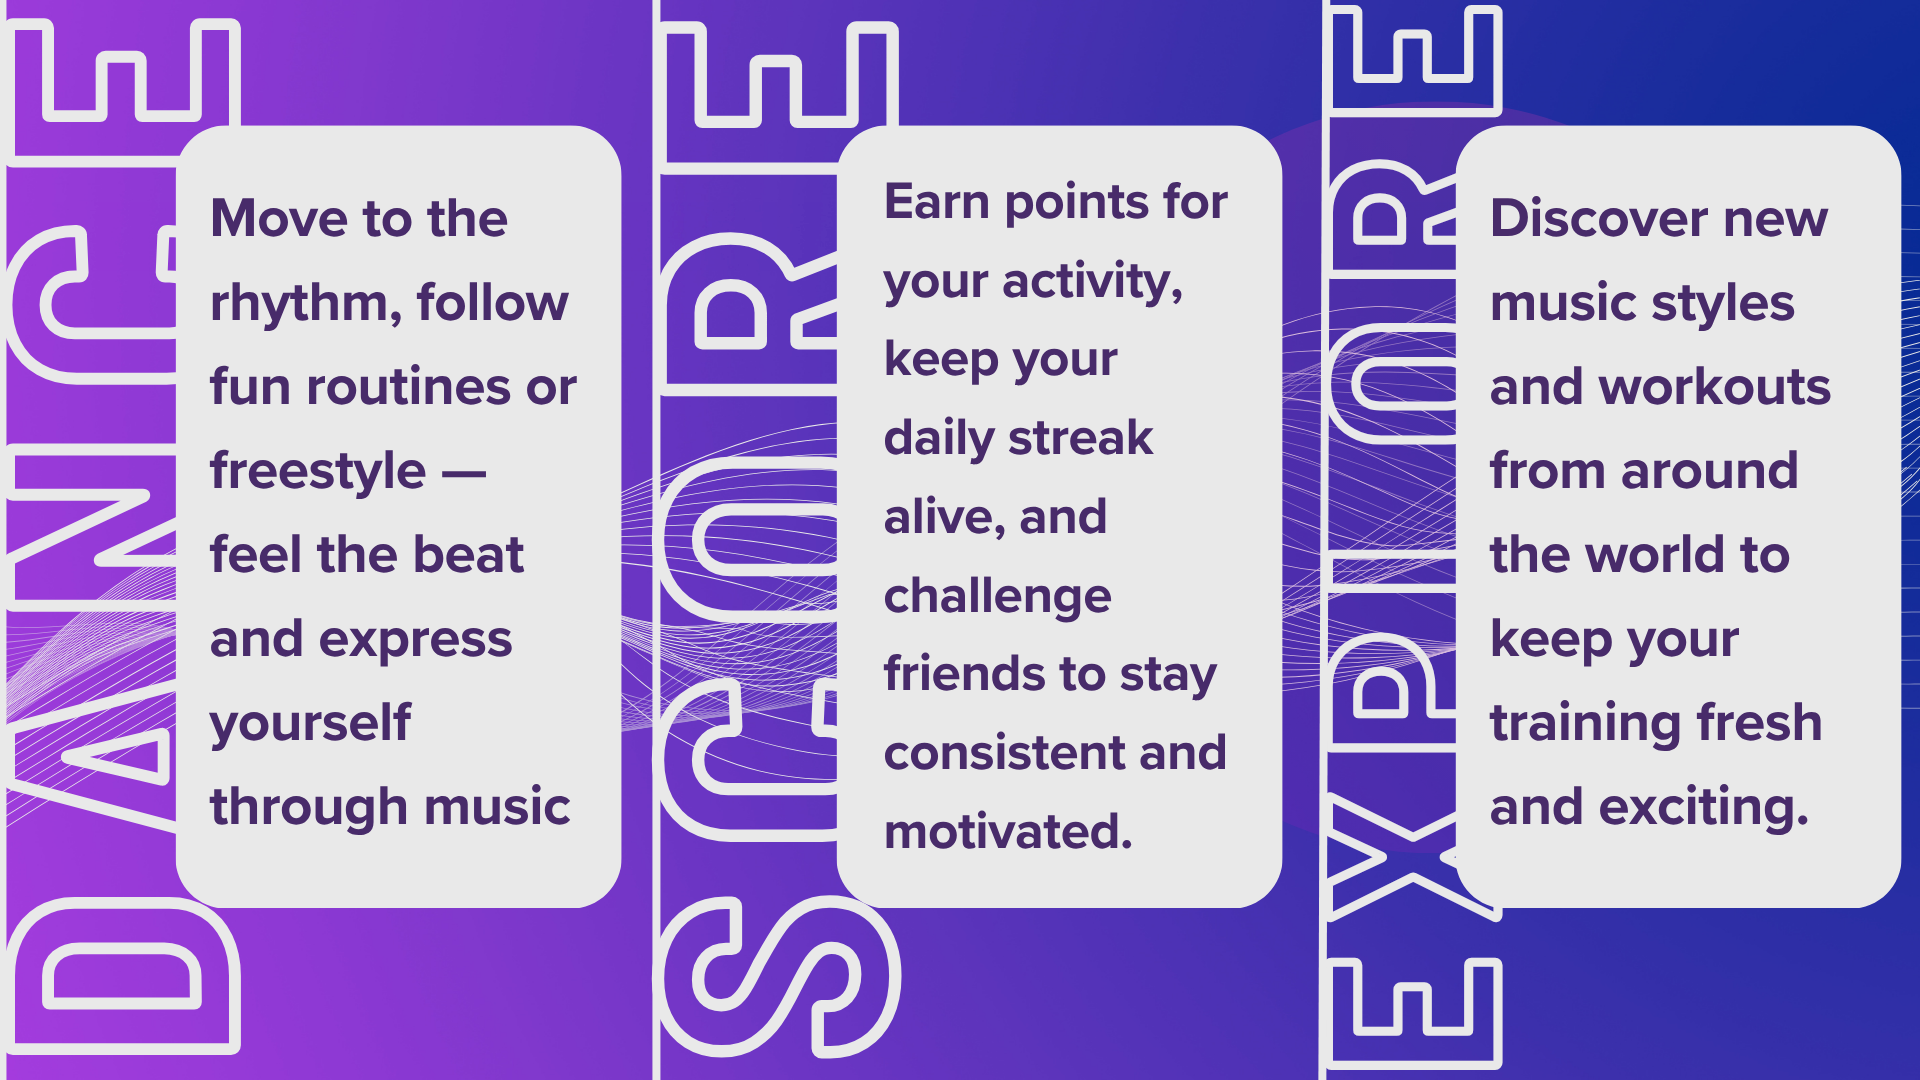 DANCE
Move to the
rhythm, follow
fun routines or
freestyle —
feel the beat
and express
yourself
through music
SCORE
Earn points for
your activity,
keep your
daily streak
alive, and
challenge
friends to stay
consistent and
motivated.
EXPLORE
Discover new
music styles
and workouts
from around
the world to
keep your
training fresh
and exciting.